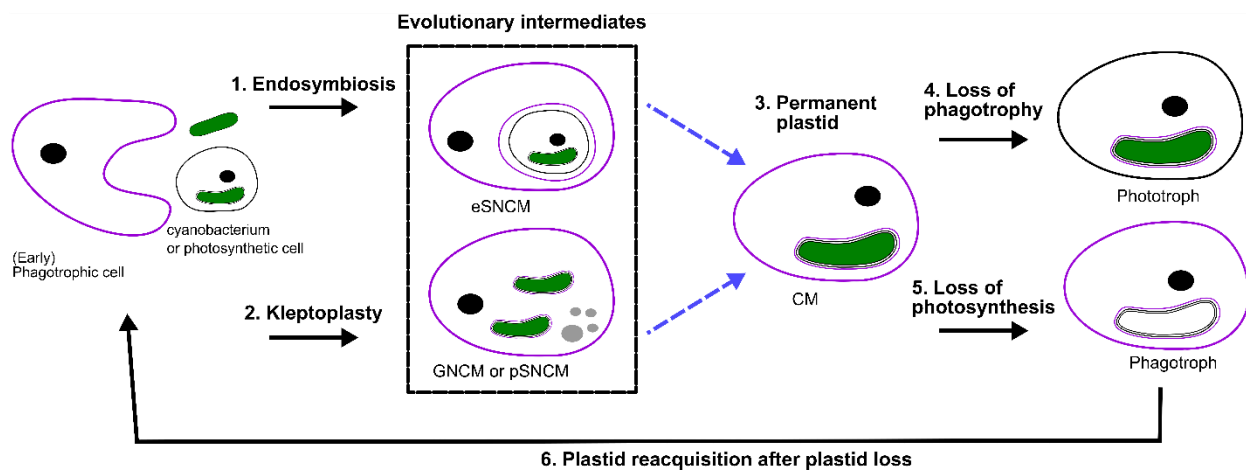 Evolutionary intermediates
1. Endosymbiosis
eSNCM
2. Kleptoplasty
GNCM or pSNCM
cyanobacterium
or photosynthetic cell
(Early)
Phagotrophic cell
3. Permanent
plastid
CM
4. Loss of
phagotrophy
Phototroph
5. Loss of
photosynthesis
Phagotroph
6. Plastid reacquisition after plastid loss